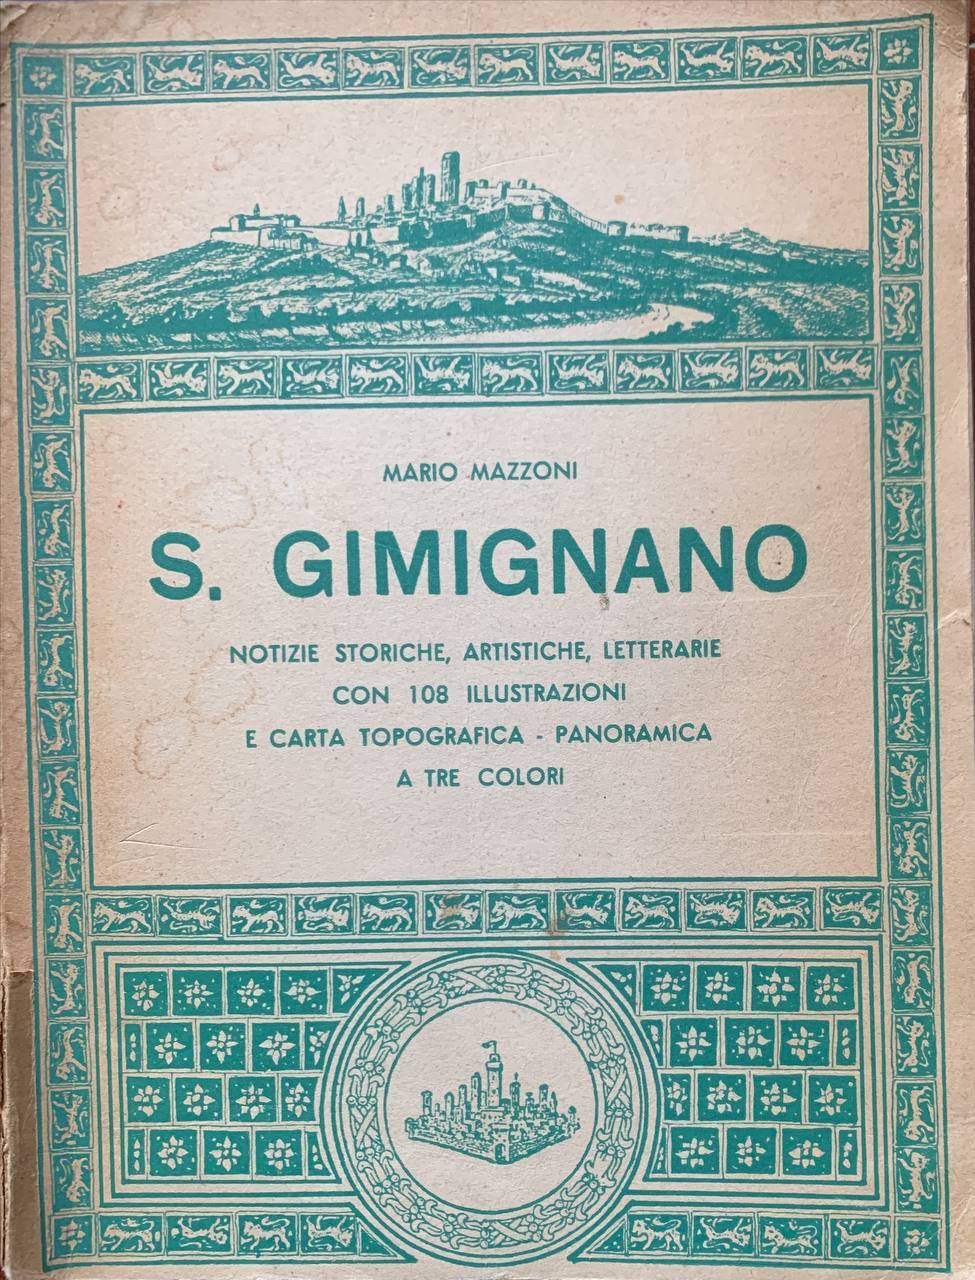 MARIO MAZZONI
S. GIMIGNANO
NOTIZIE STORICHE, ARTISTICHE, LETTERARIE
CON 108 ILLUSTRAZIONI
E CARTA TOPOGRAFICA - PANORAMICA
A TRE COLORI